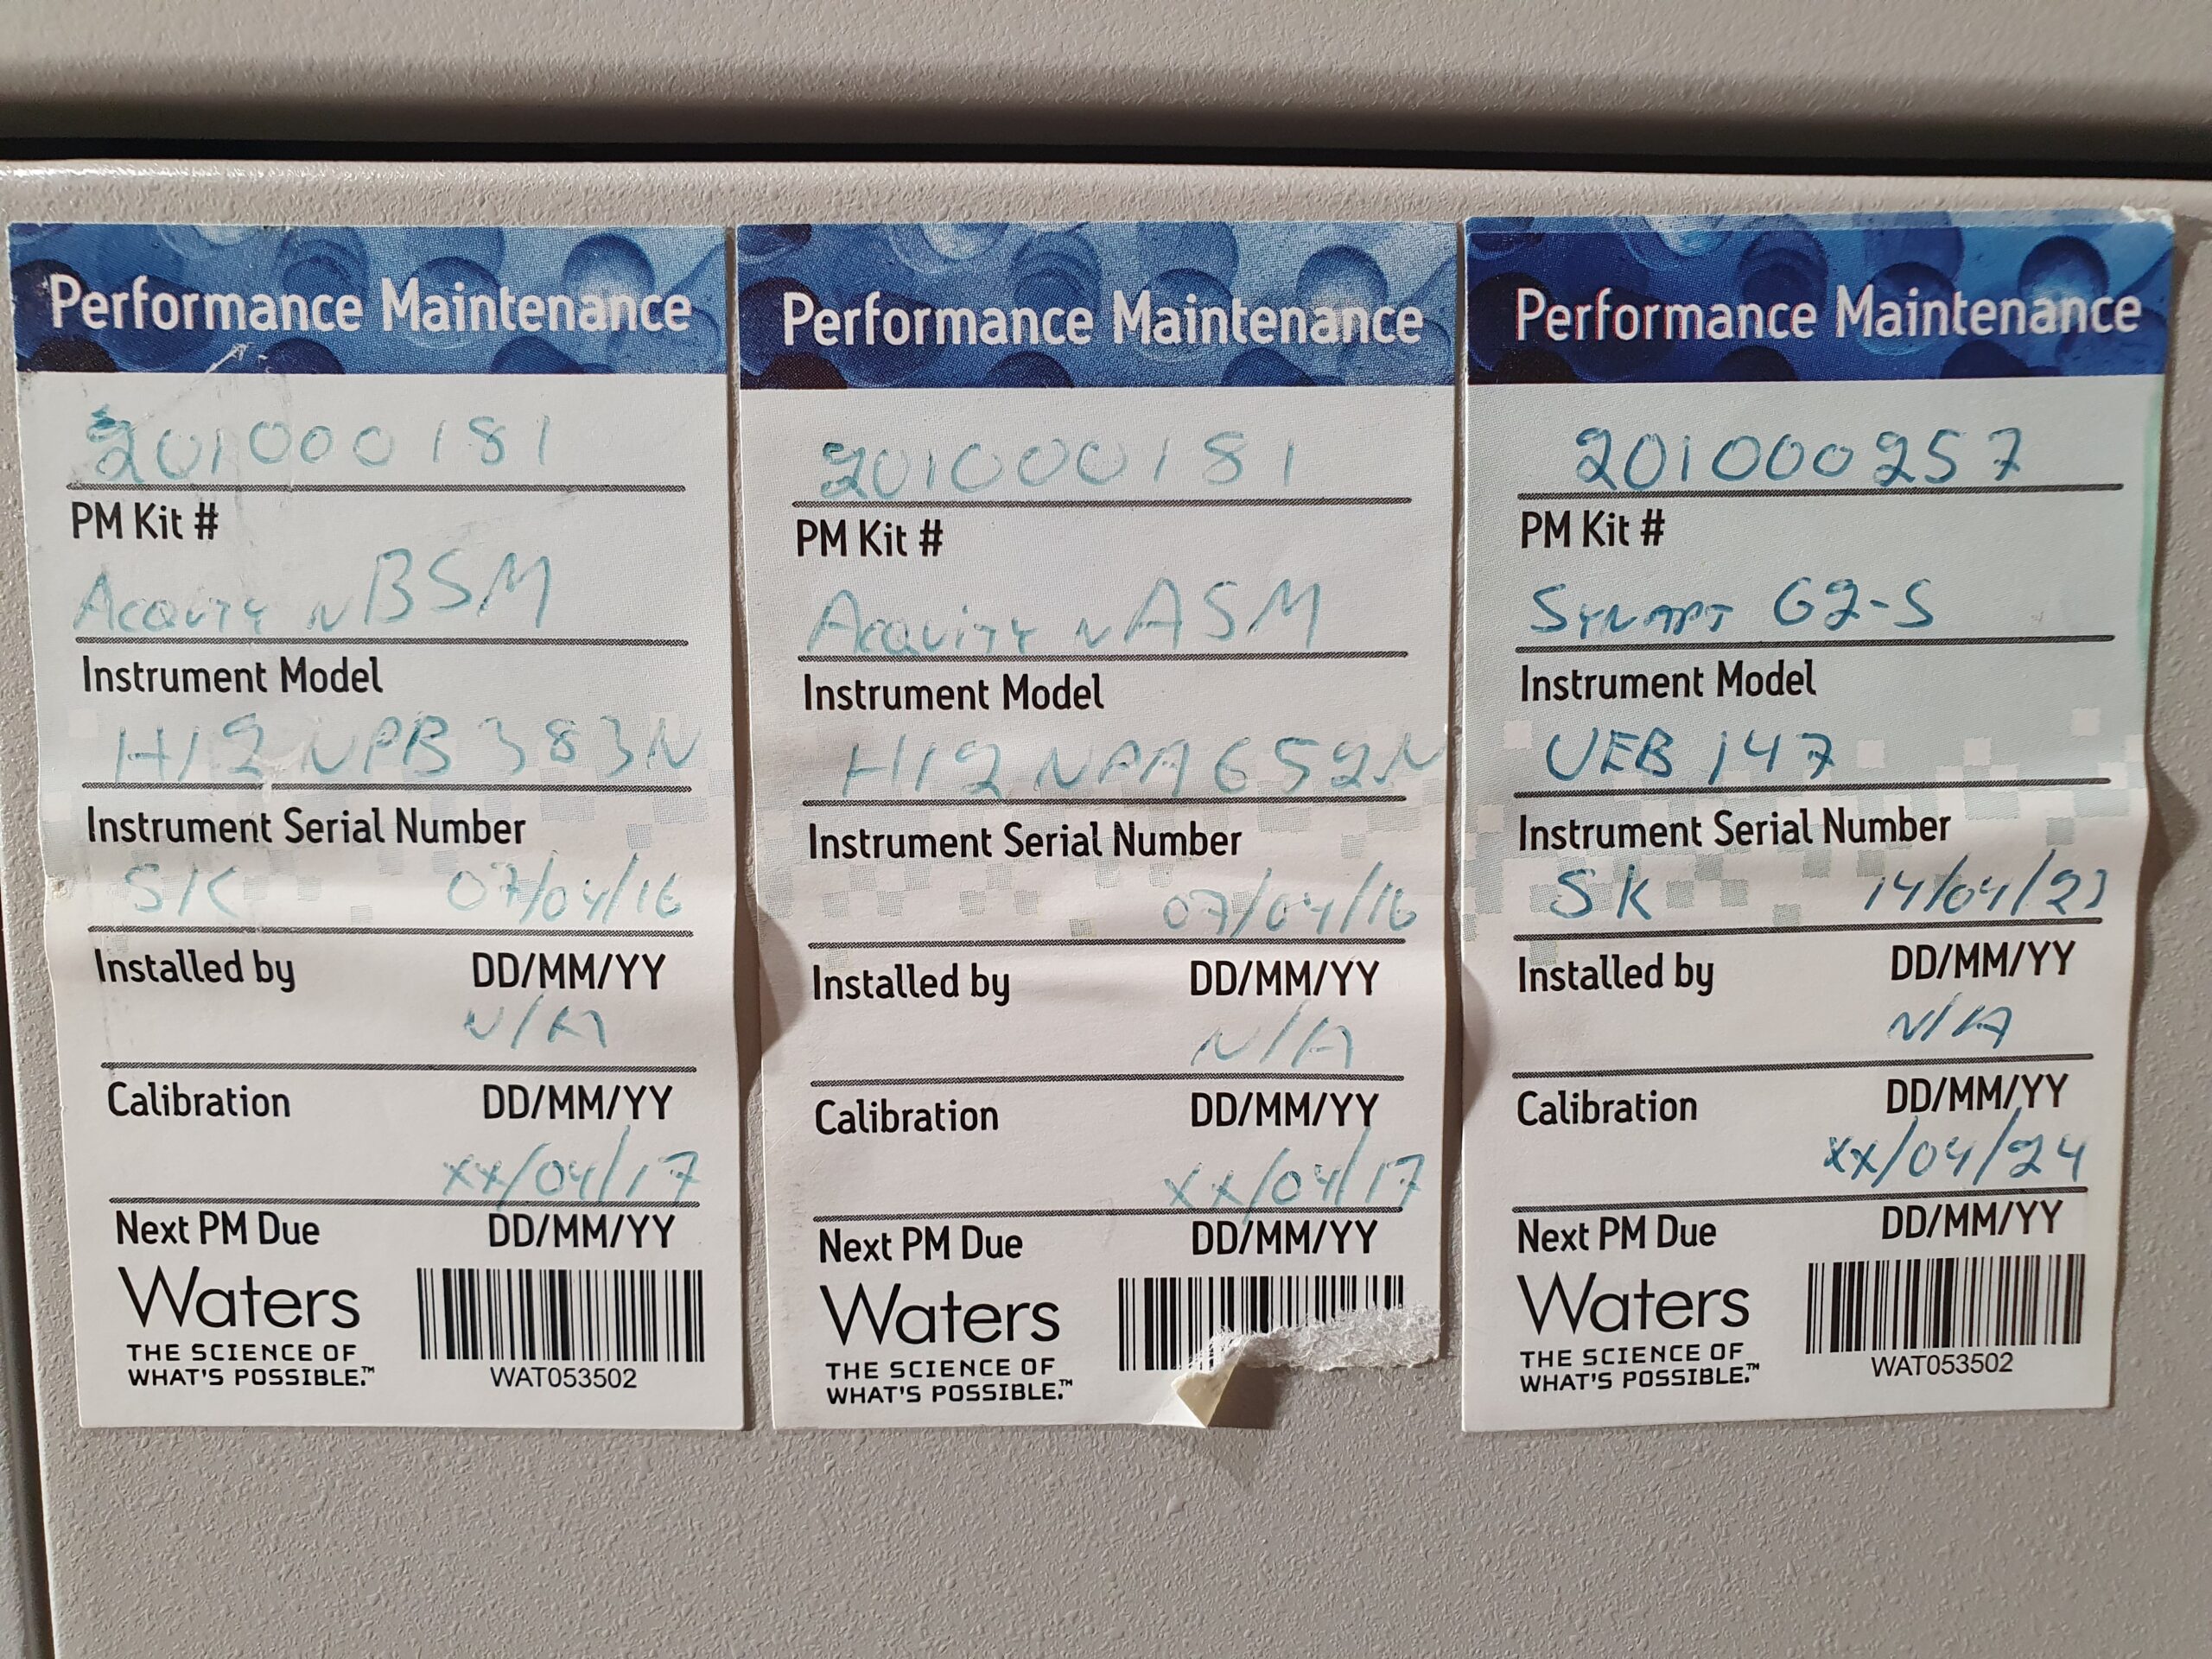 Performance Maintenance
201000181
PM Kit #
Acquity nBSM
Instrument Model
H12NPB383N
Instrument Serial Number
SK 07/04/16
Installed by DD/MM/YY
N/A
Calibration DD/MM/YY
xx/04/17
Next PM Due DD/MM/YY
Waters
THE SCIENCE OF
WHAT'S POSSIBLE.™
WAT053502
Performance Maintenance
201000181
PM Kit #
Acquity nASM
Instrument Model
H12NPA652N
Instrument Serial Number
07/04/16
Installed by DD/MM/YY
N/A
Calibration DD/MM/YY
xx/04/17
Next PM Due DD/MM/YY
Waters
THE SCIENCE OF
WHAT'S POSSIBLE.™
Performance Maintenance
201000257
PM Kit #
Synapt G2-S
Instrument Model
UEB147
Instrument Serial Number
SK 14/04/23
Installed by DD/MM/YY
N/A
Calibration DD/MM/YY
xx/04/24
Next PM Due DD/MM/YY
Waters
THE SCIENCE OF
WHAT'S POSSIBLE.™
WAT053502